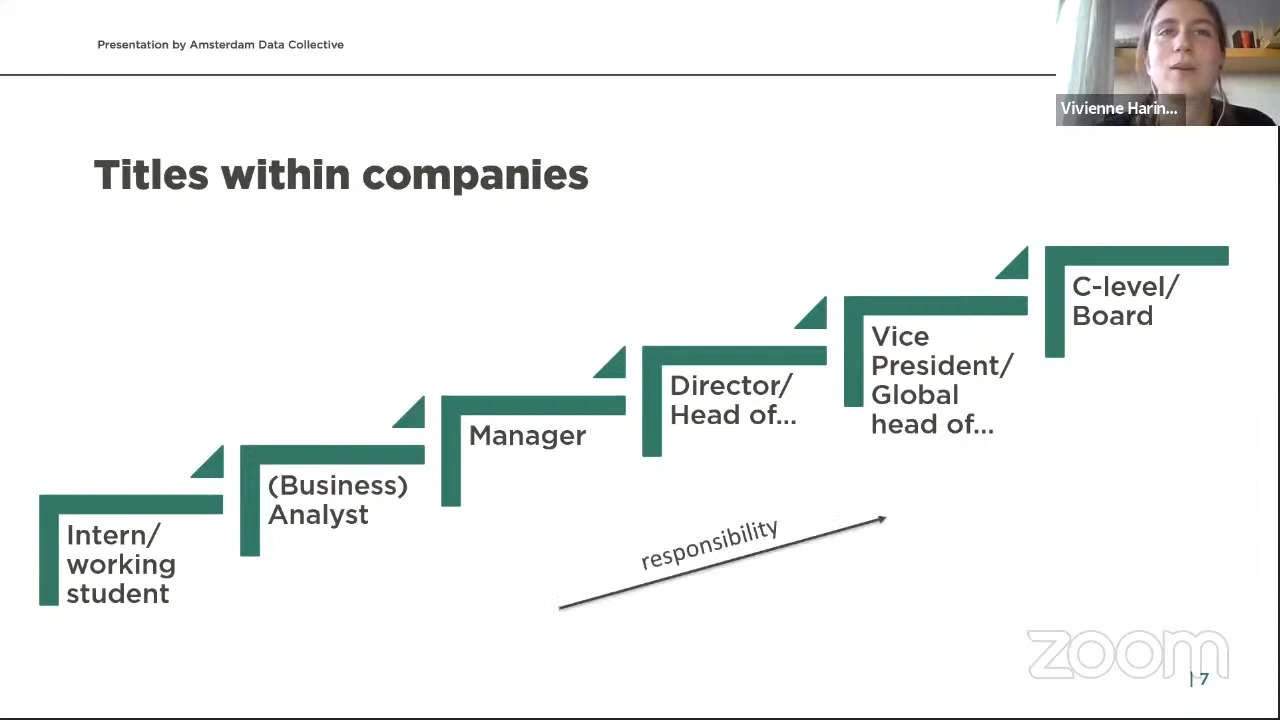 Presentation by Amsterdam Data Collective
Vivienne Harin...
Titles within companies
C-level/
Board
Vice
President/
Global
head of...
Director/
Head of...
Manager
(Business)
Analyst
Intern/
working
student
responsibility
zoom
| 7